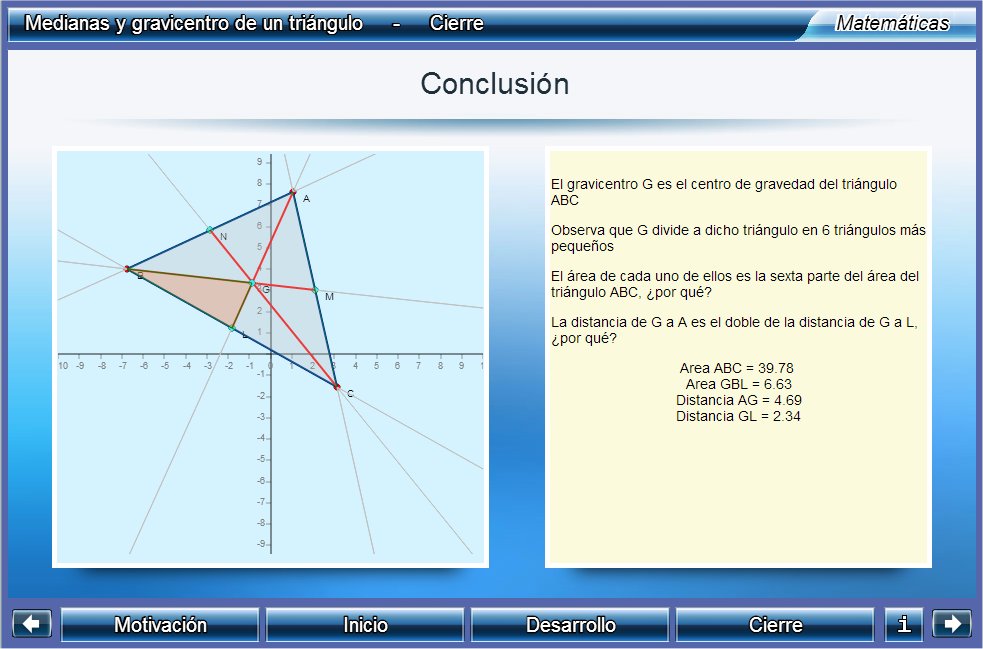 Medianas y gravicentro de un triángulo - Cierre
Matemáticas
Conclusión
9
8
7
6
5
4
2
1
-1
-2
-3
-4
-5
-6
-7
-8
-9
10 -9 -8 -7 -6 -5 -4 -3 -2 -1 1 2 3 4 5 6 7 8 9 1
A
N
B
G
M
L
C
El gravicentro G es el centro de gravedad del triángulo
ABC
Observa que G divide a dicho triángulo en 6 triángulos más
pequeños
El área de cada uno de ellos es la sexta parte del área del
triángulo ABC, ¿por qué?
La distancia de G a A es el doble de la distancia de G a L,
¿por qué?
Area ABC = 39.78
Area GBL = 6.63
Distancia AG = 4.69
Distancia GL = 2.34
Motivación
Inicio
Desarrollo
Cierre
i